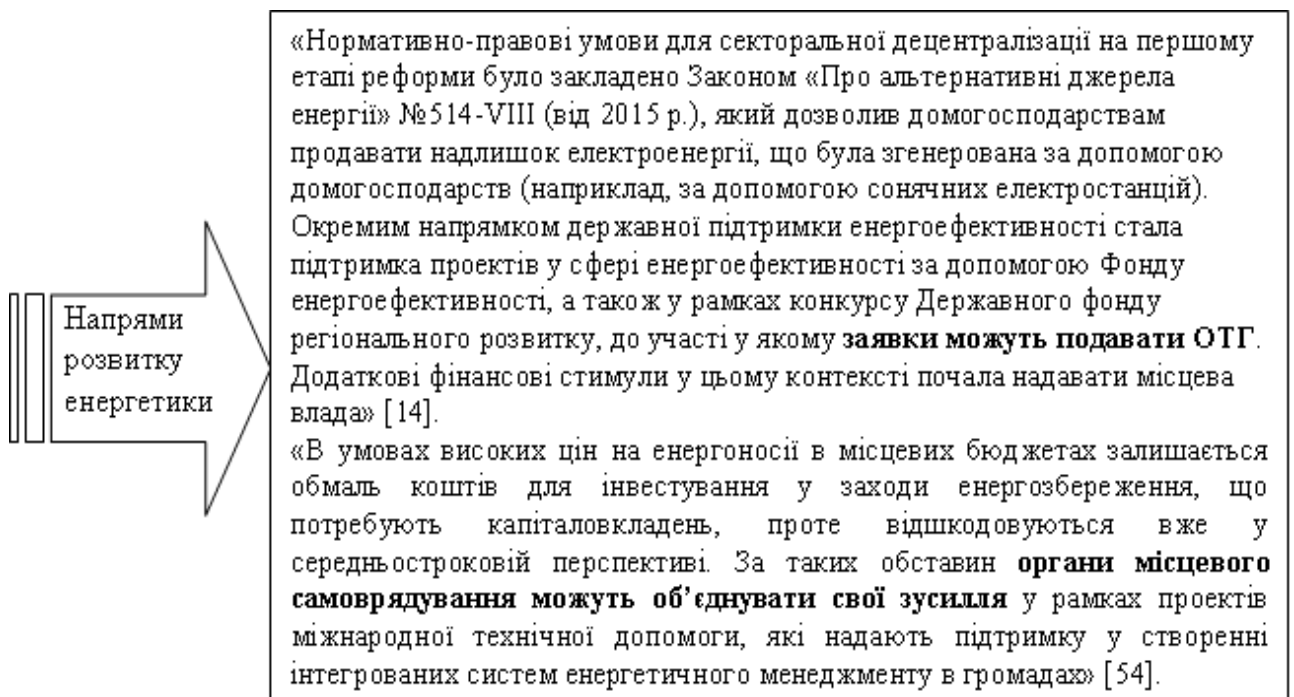 Напрями
розвитку
енергетики
«Нормативно-правові умови для секторальної децентралізації на першому
етапі реформи було закладено Законом «Про альтернативні джерела
енергії» №514-VIII (від 2015 р.), який дозволив домогосподарствам
продавати надлишок електроенергії, що була згенерована за допомогою
домогосподарств (наприклад, за допомогою сонячних електростанцій).
Окремим напрямком державної підтримки енергоефективності стала
підтримка проектів у сфері енергоефективності за допомогою Фонду
енергоефективності, а також у рамках конкурсу Державного фонду
регіонального розвитку, до участі у якому заявки можуть подавати ОТГ.
Додаткові фінансові стимули у цьому контексті почала надавати місцева
влада» [14].
«В умовах високих цін на енергоносії в місцевих бюджетах залишається
обмаль коштів для інвестування у заходи енергозбереження, що
потребують капіталовкладень, проте відшкодовуються вже у
середньостроковій перспективі. За таких обставин органи місцевого
самоврядування можуть об’єднувати свої зусилля у рамках проектів
міжнародної технічної допомоги, які надають підтримку у створенні
інтегрованих систем енергетичного менеджменту в громадах» [54].